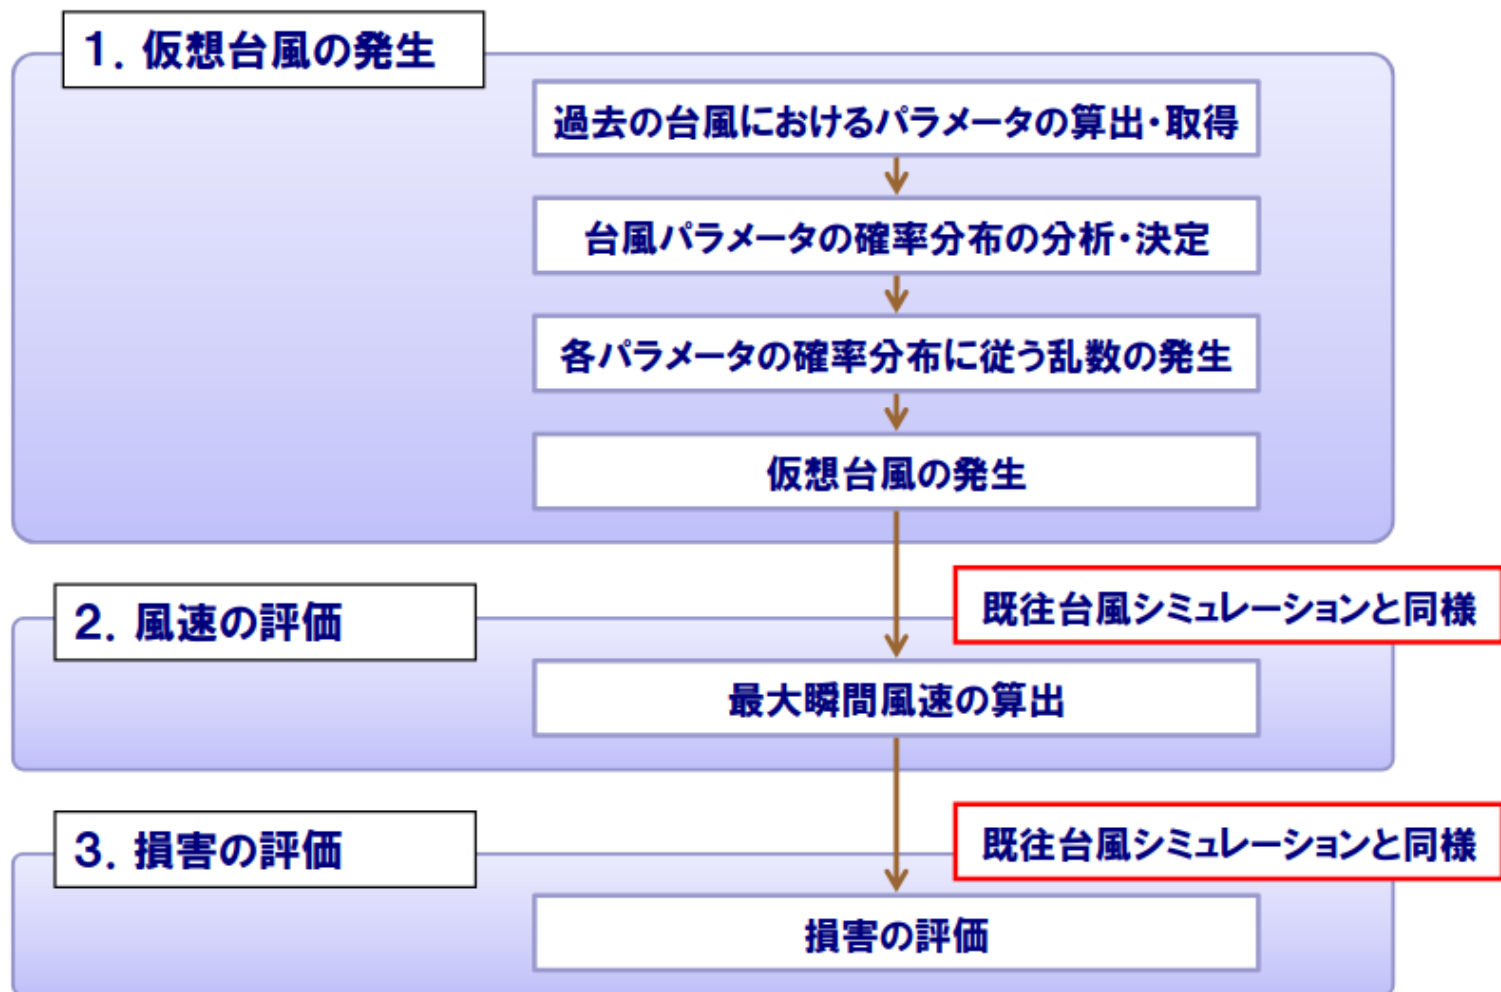 1. 仮想台風の発生
過去の台風におけるパラメータの算出・取得
台風パラメータの確率分布の分析・決定
各パラメータの確率分布に従う乱数の発生
仮想台風の発生
2. 風速の評価
既往台風シミュレーションと同様
最大瞬間風速の算出
3. 損害の評価
既往台風シミュレーションと同様
損害の評価